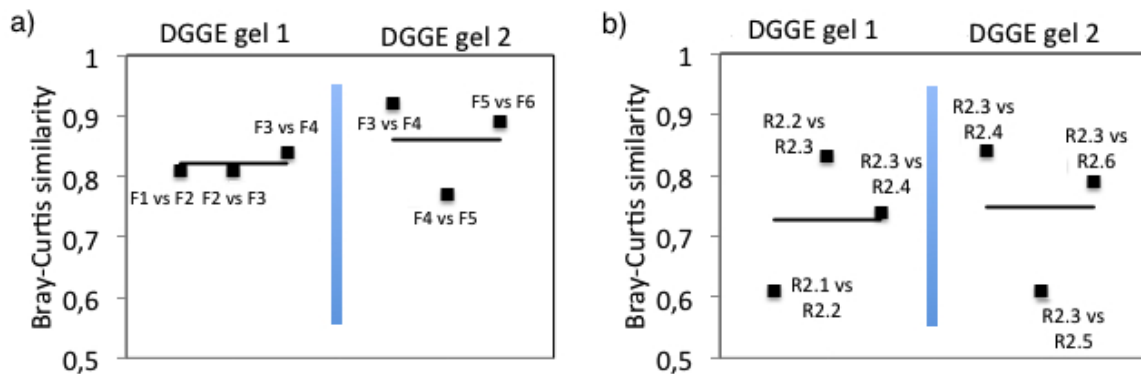 a)
DGGE gel 1
DGGE gel 2
Bray-Curtis similarity
1
0,9
0,8
0,7
0,6
0,5
F1 vs F2
F2 vs F3
F3 vs F4
F3 vs F4
F4 vs F5
F5 vs F6
b)
DGGE gel 1
DGGE gel 2
Bray-Curtis similarity
1
0,9
0,8
0,7
0,6
0,5
R2.1 vs
R2.2
R2.2 vs
R2.3
R2.3 vs
R2.4
R2.3 vs
R2.4
R2.3 vs
R2.5
R2.3 vs
R2.6